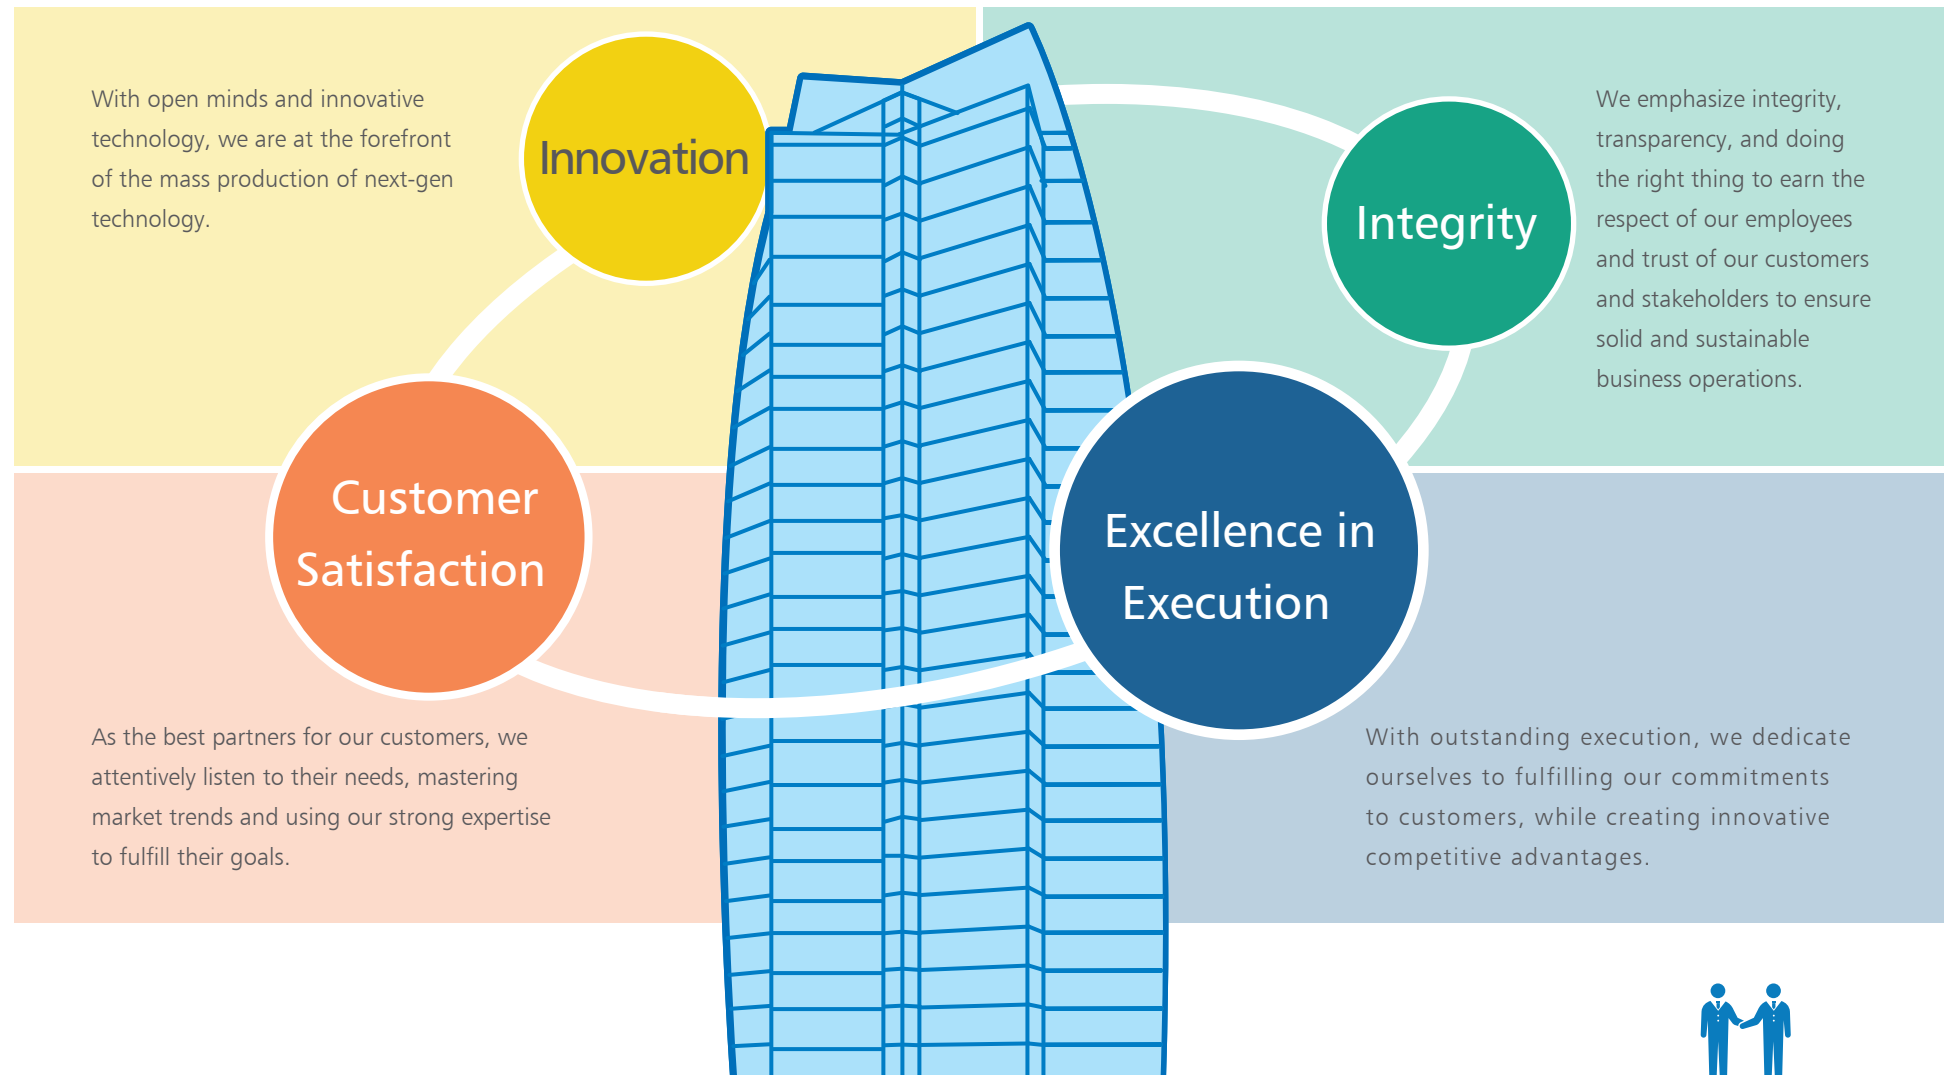 With open minds and innovative
technology, we are at the forefront
of the mass production of next-gen
technology.
Innovation
Integrity
We emphasize integrity,
transparency, and doing
the right thing to earn the
respect of our employees
and trust of our customers
and stakeholders to ensure
solid and sustainable
business operations.
Customer
Satisfaction
As the best partners for our customers, we
attentively listen to their needs, mastering
market trends and using our strong expertise
to fulfill their goals.
Excellence in
Execution
With outstanding execution, we dedicate
ourselves to fulfilling our commitments
to customers, while creating innovative
competitive advantages.